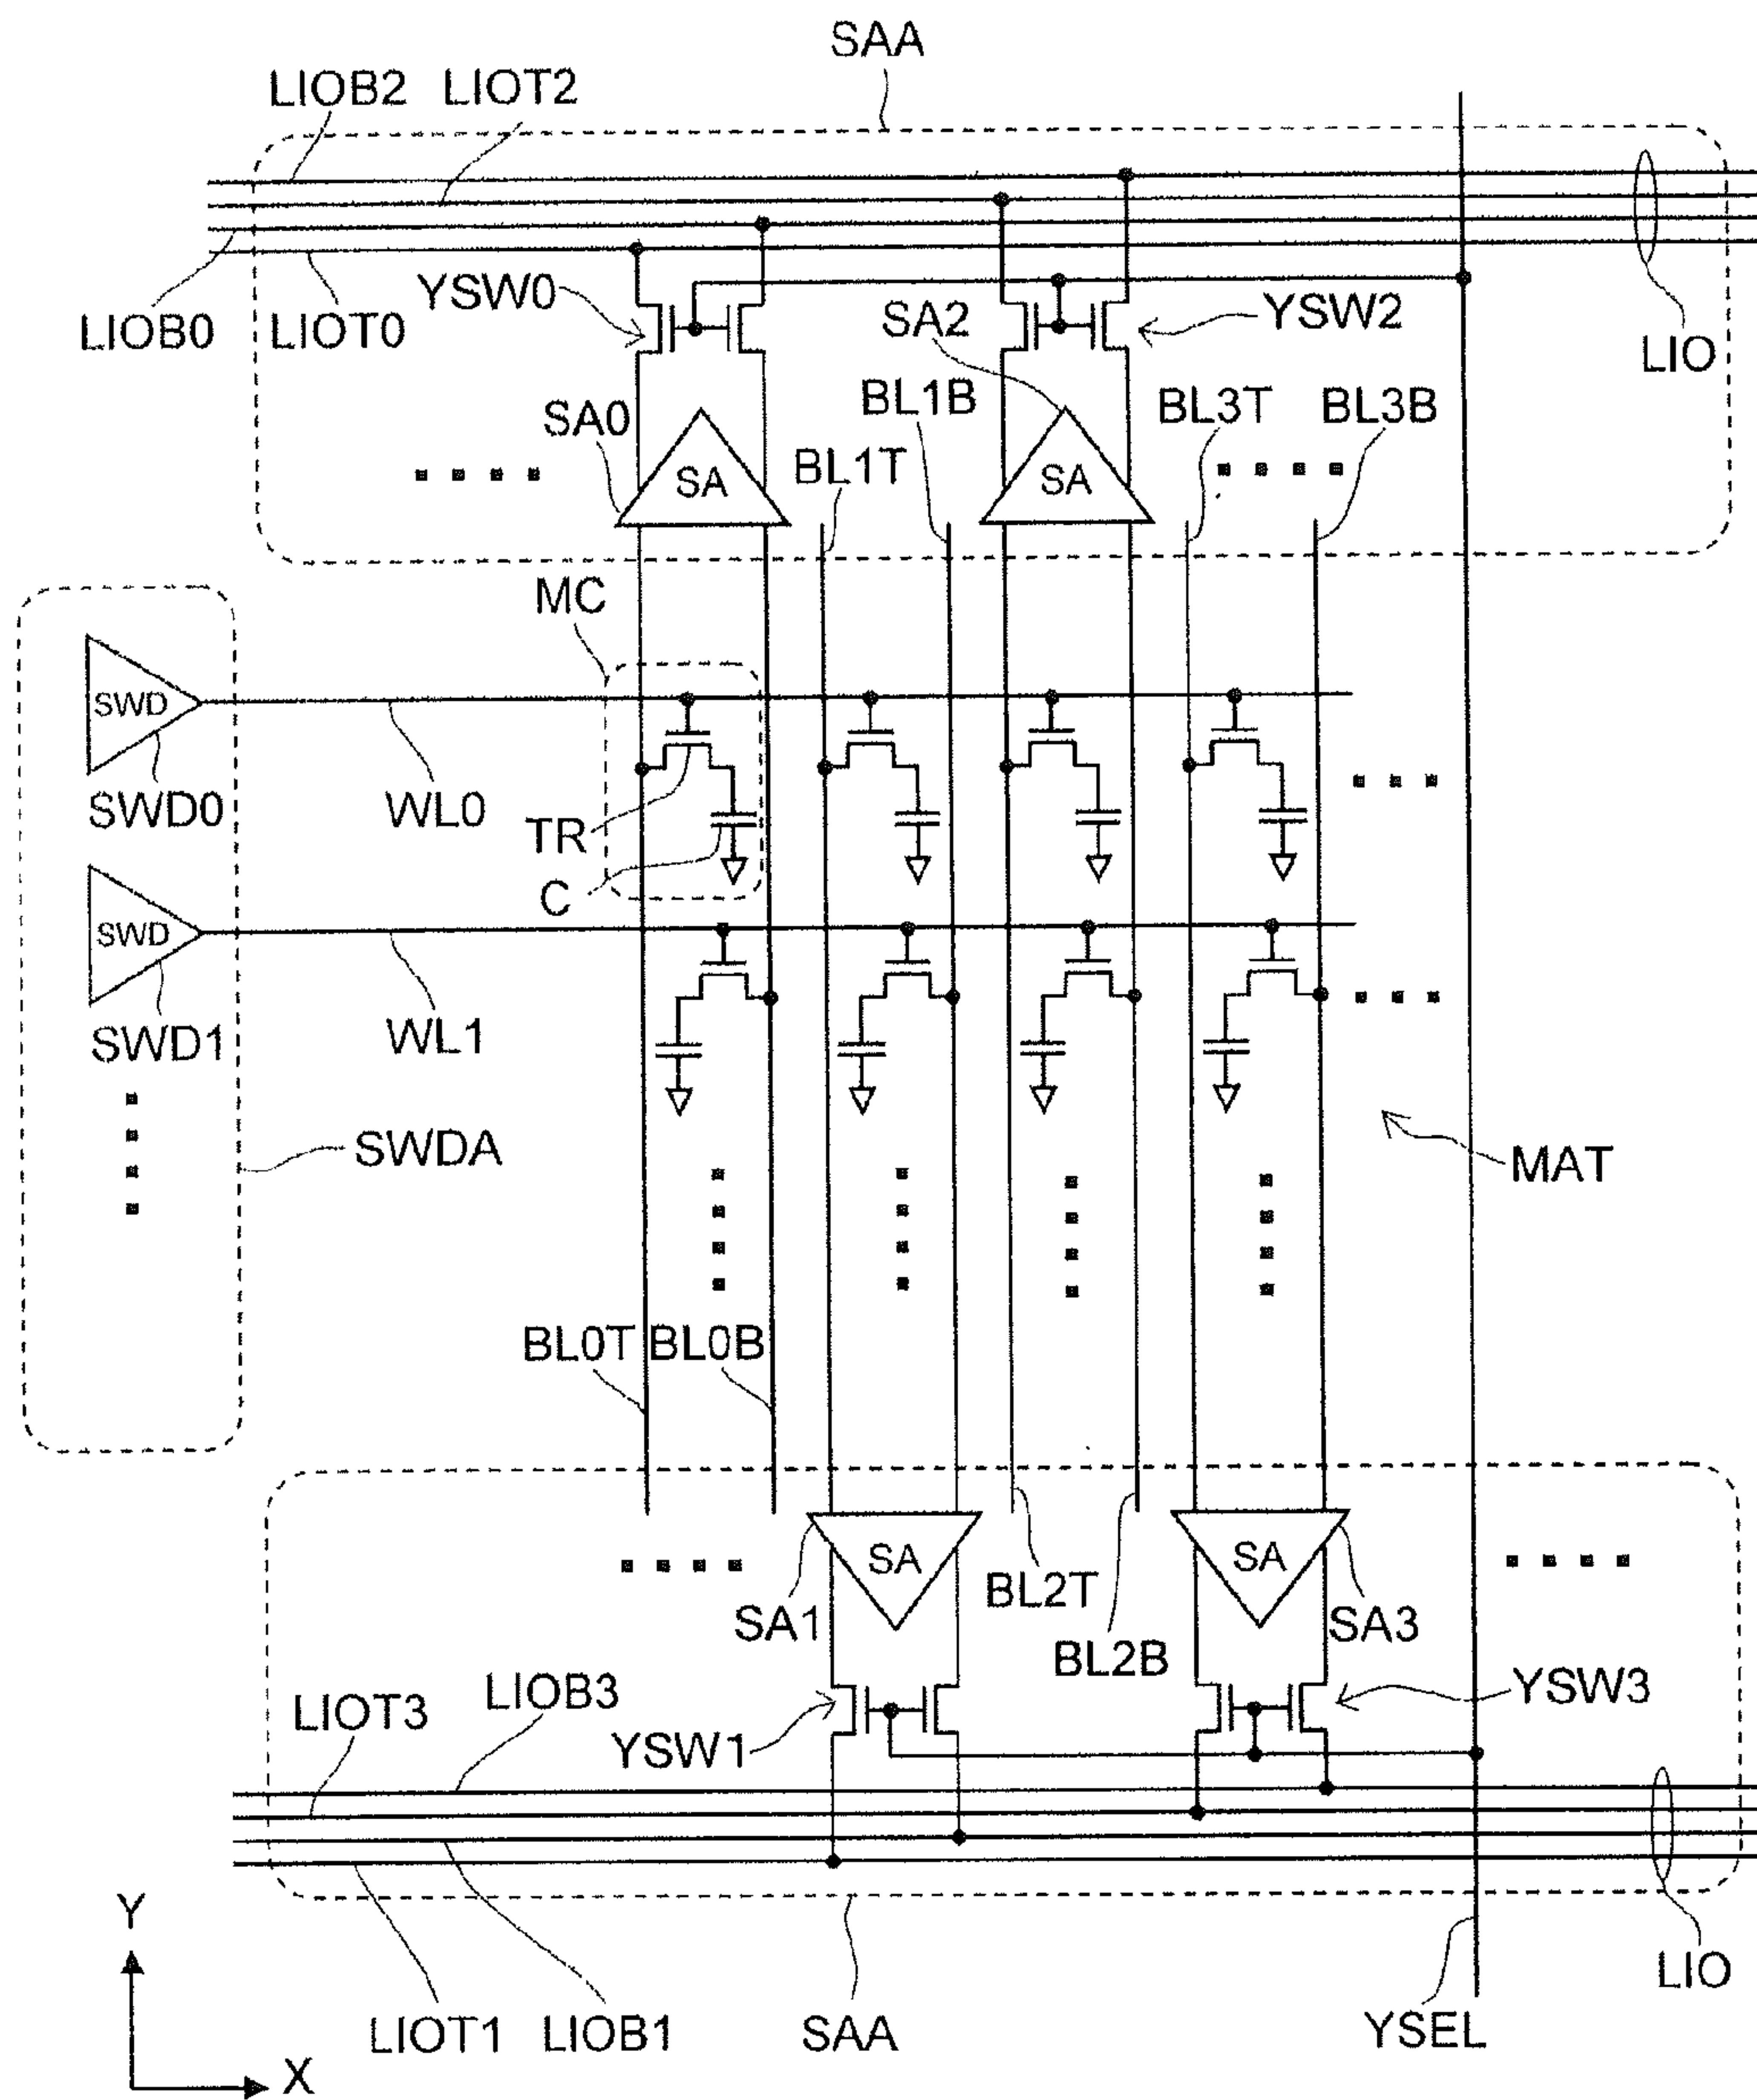 SAA
LIOB2 LIOT2
YSW0 SA2 YSW2
LIOB0 LIOT0 LIO
SA0 BL1B BL3T BL3B
BL1T
SA SA
MC
SWD
SWD0 WL0 TR
C
SWD
SWD1 WL1
SWDA MAT
BL0T BL0B
SA SA
SA1 BL2T SA3
BL2B
LIOT3 LIOB3 YSW3
YSW1
Y
LIO
LIOT1 LIOB1 SAA YSEL
X